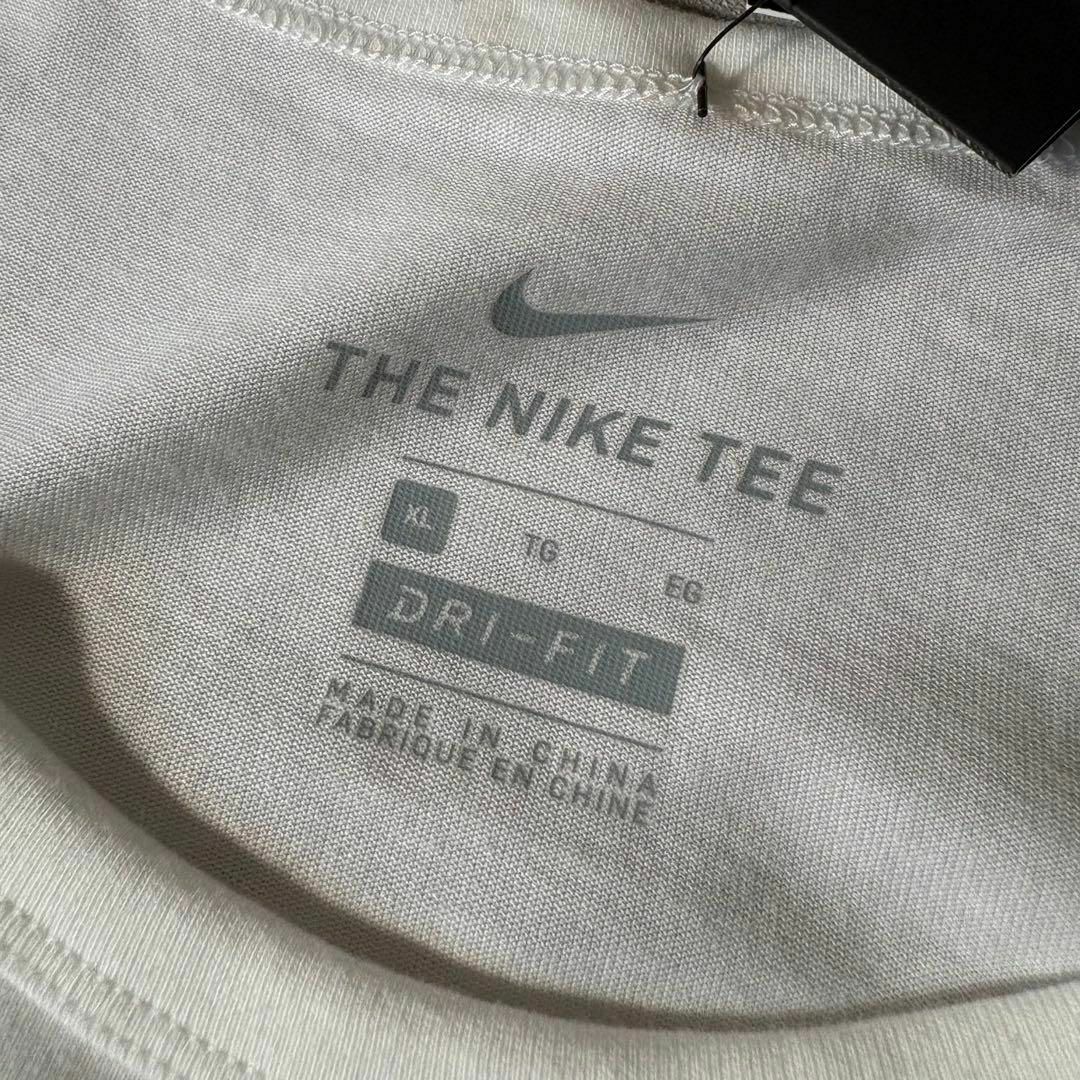 THE NIKE TEE
XL TG EG
DRI-FIT
MADE IN CHINA
FABRIQUE EN CHINE